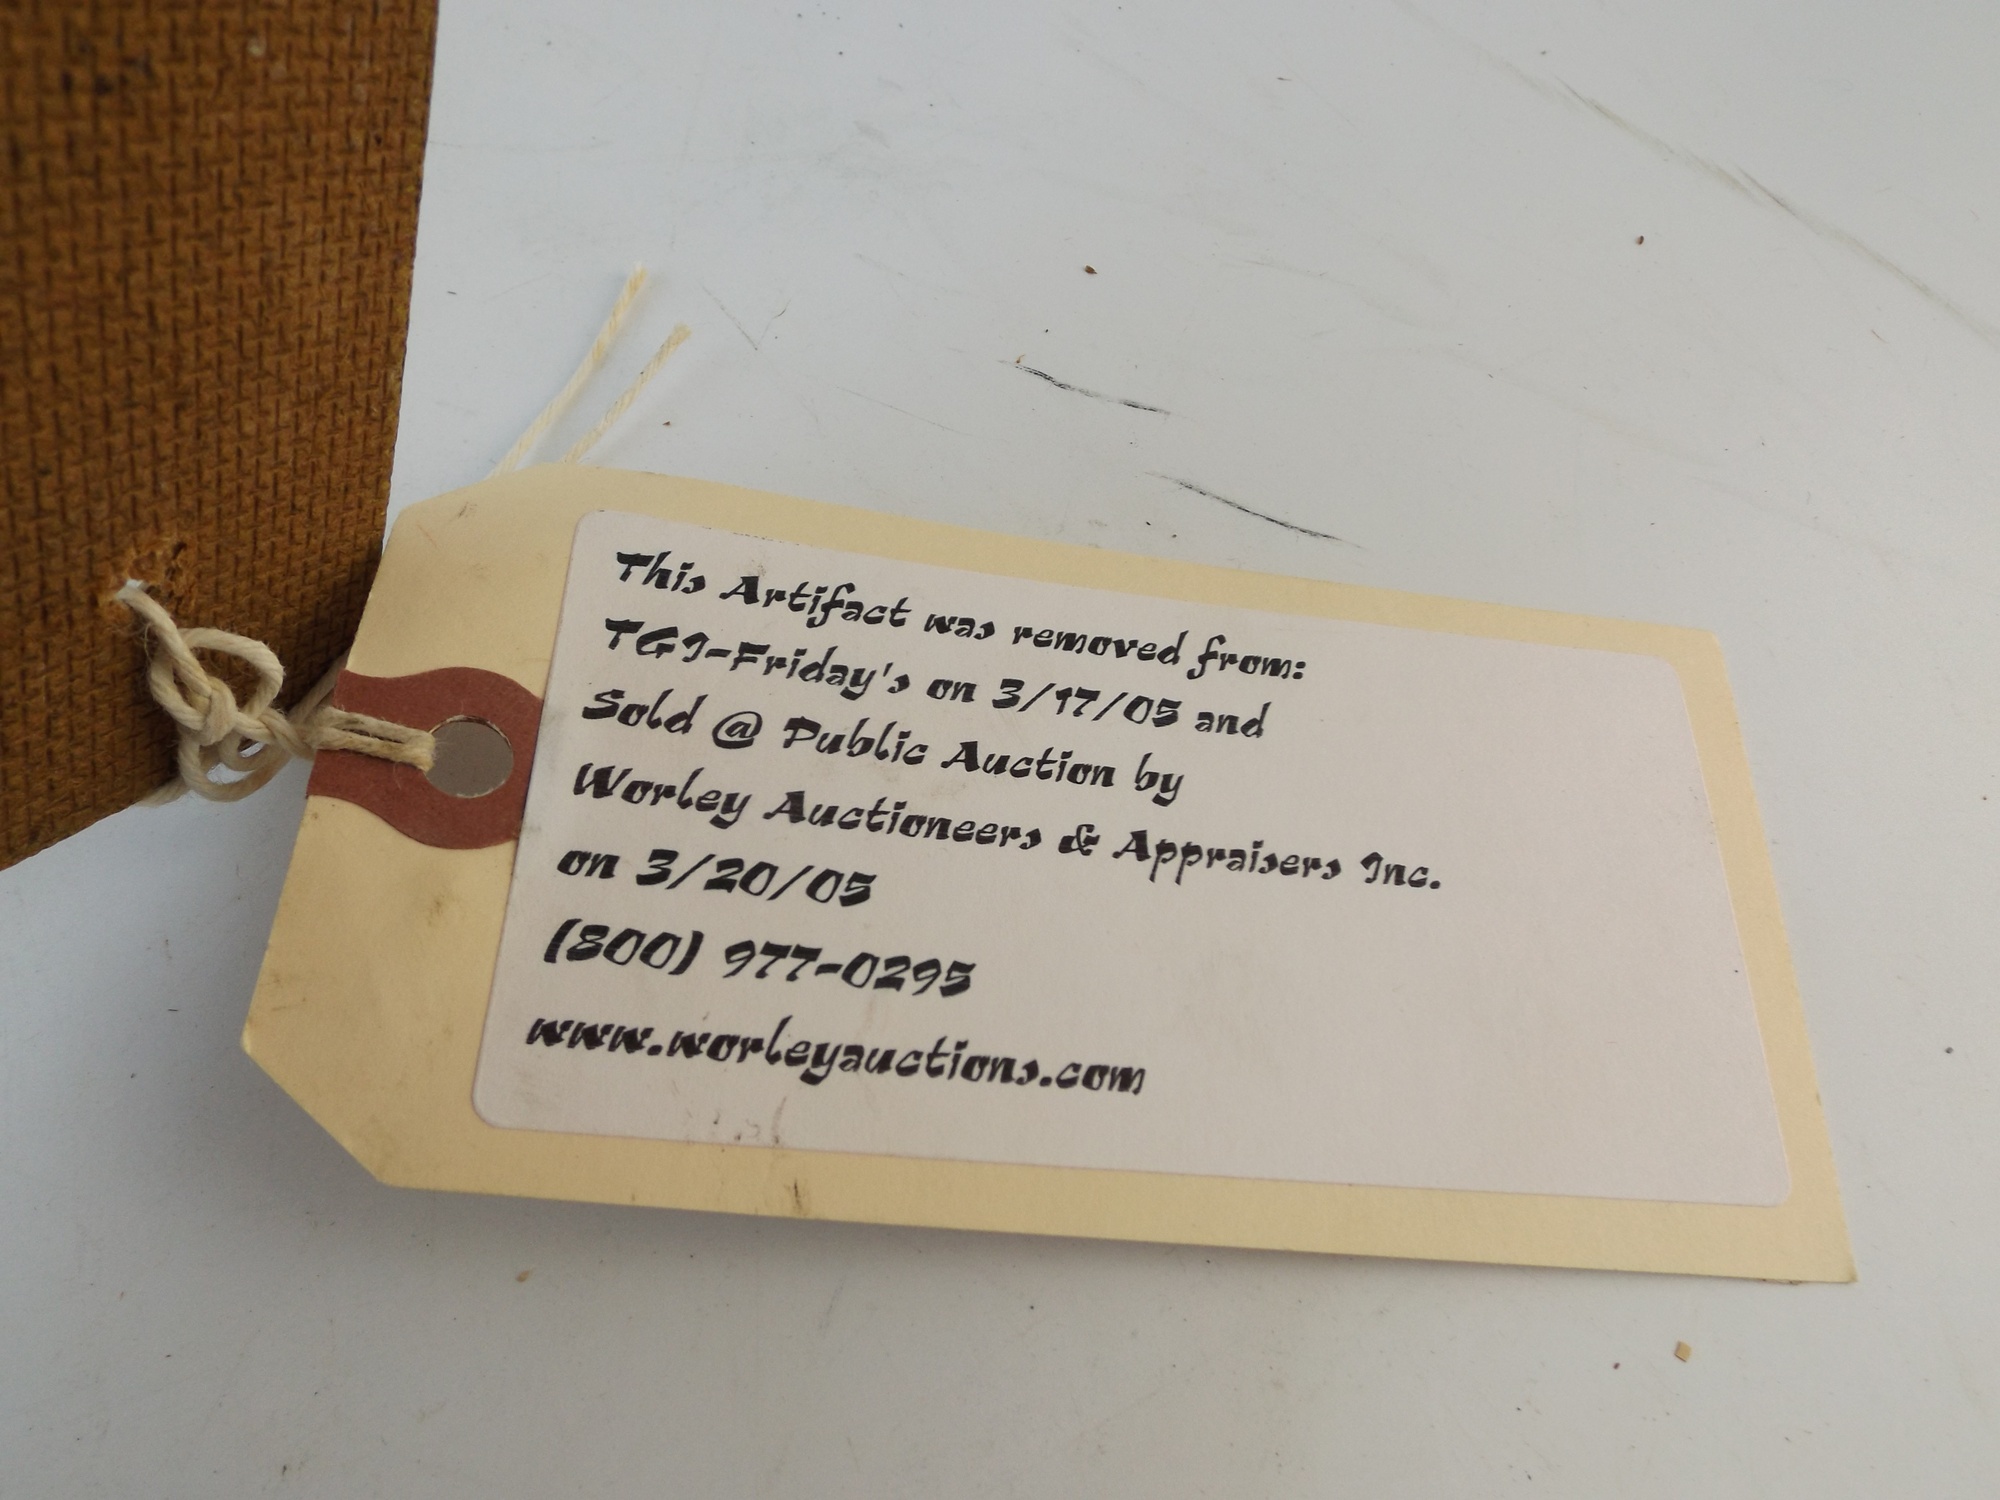 This Artifact was removed from:
TGI-Friday's on 3/17/05 and
Sold @ Public Auction by
Worley Auctioneers & Appraisers Inc.
on 3/20/05
(800) 977-0295
www.worleyauctions.com